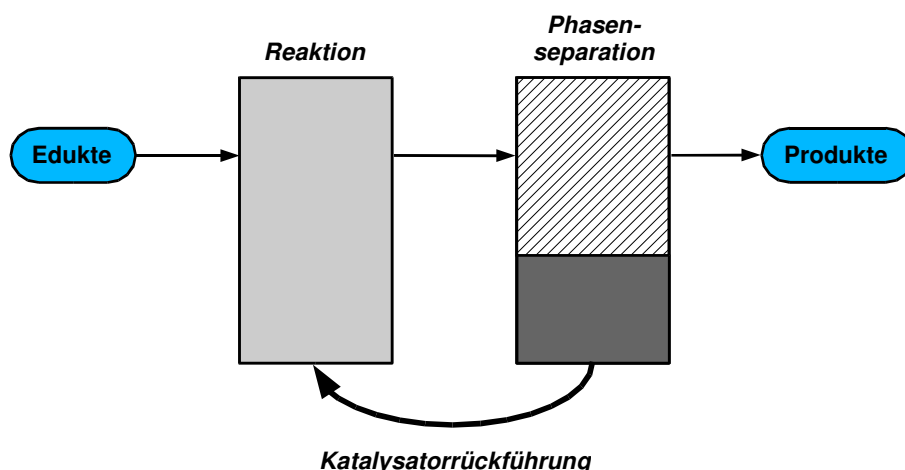 Phasen-
separation
Reaktion
Edukte
Produkte
Katalysatorrückführung